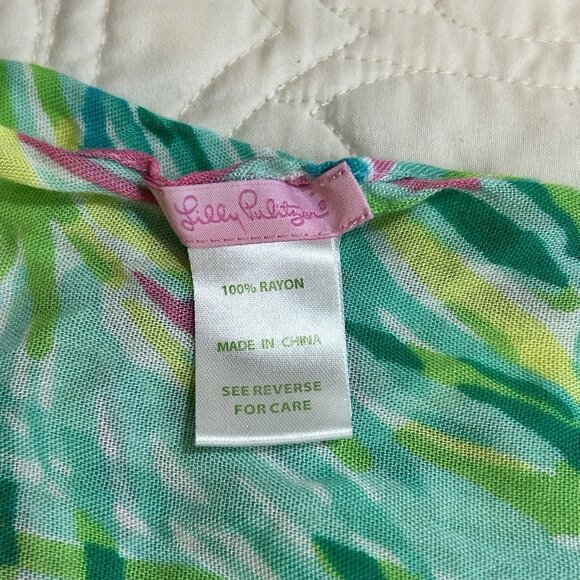 Lilly Pulitzer®
100% RAYON
MADE IN CHINA
SEE REVERSE
FOR CARE